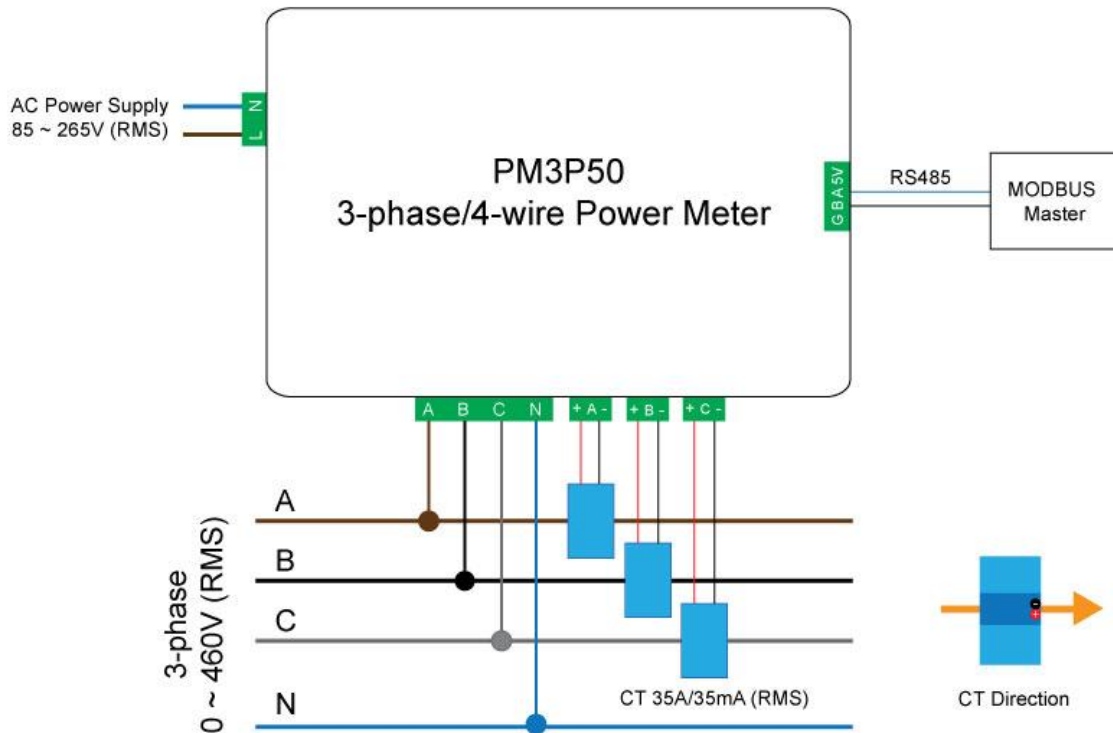 AC Power Supply
85 ~ 265V (RMS)
L N
PM3P50
3-phase/4-wire Power Meter
G B A 5V
RS485
MODBUS
Master
A B C N
+ A -
+ B -
+ C -
A
B
C
N
3-phase
0 ~ 460V (RMS)
CT 35A/35mA (RMS)
-
+
CT Direction